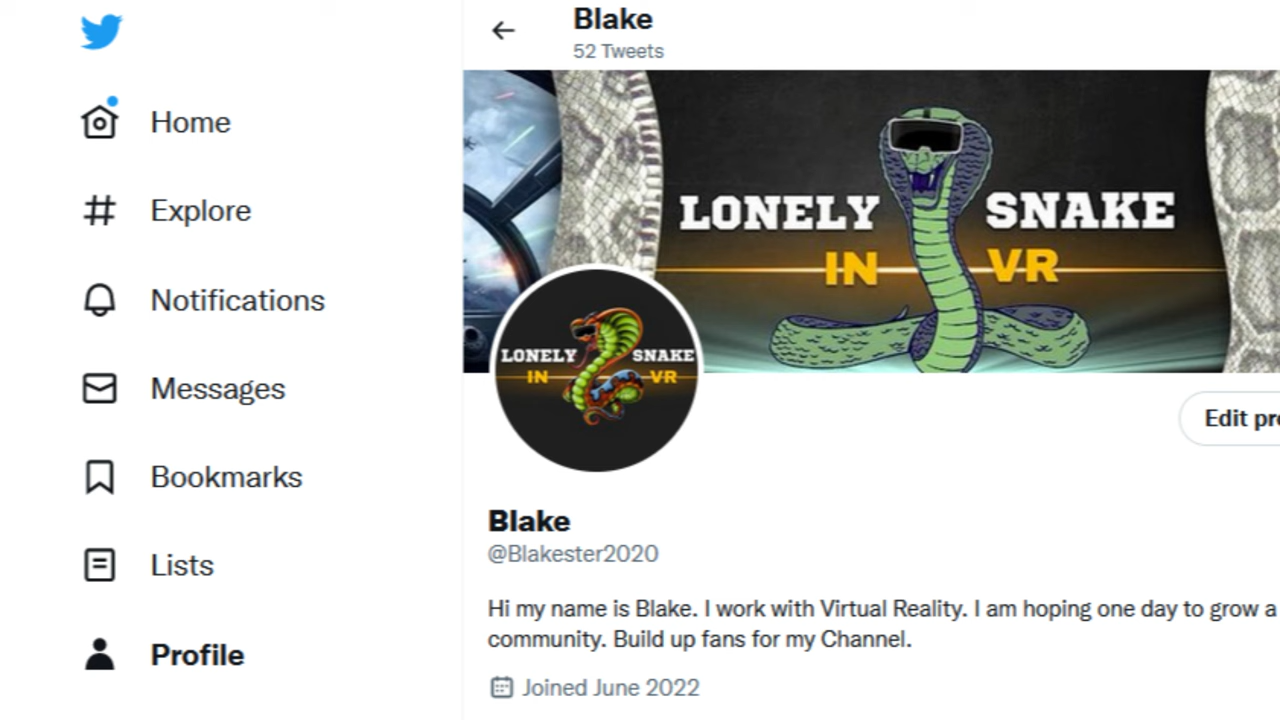 Blake
52 Tweets
Home
Explore
Notifications
Messages
Bookmarks
Lists
Profile
LONELY SNAKE
IN VR
LONELY SNAKE
IN VR
Edit pr
Blake
@Blakester2020
Hi my name is Blake. I work with Virtual Reality. I am hoping one day to grow a
community. Build up fans for my Channel.
Joined June 2022